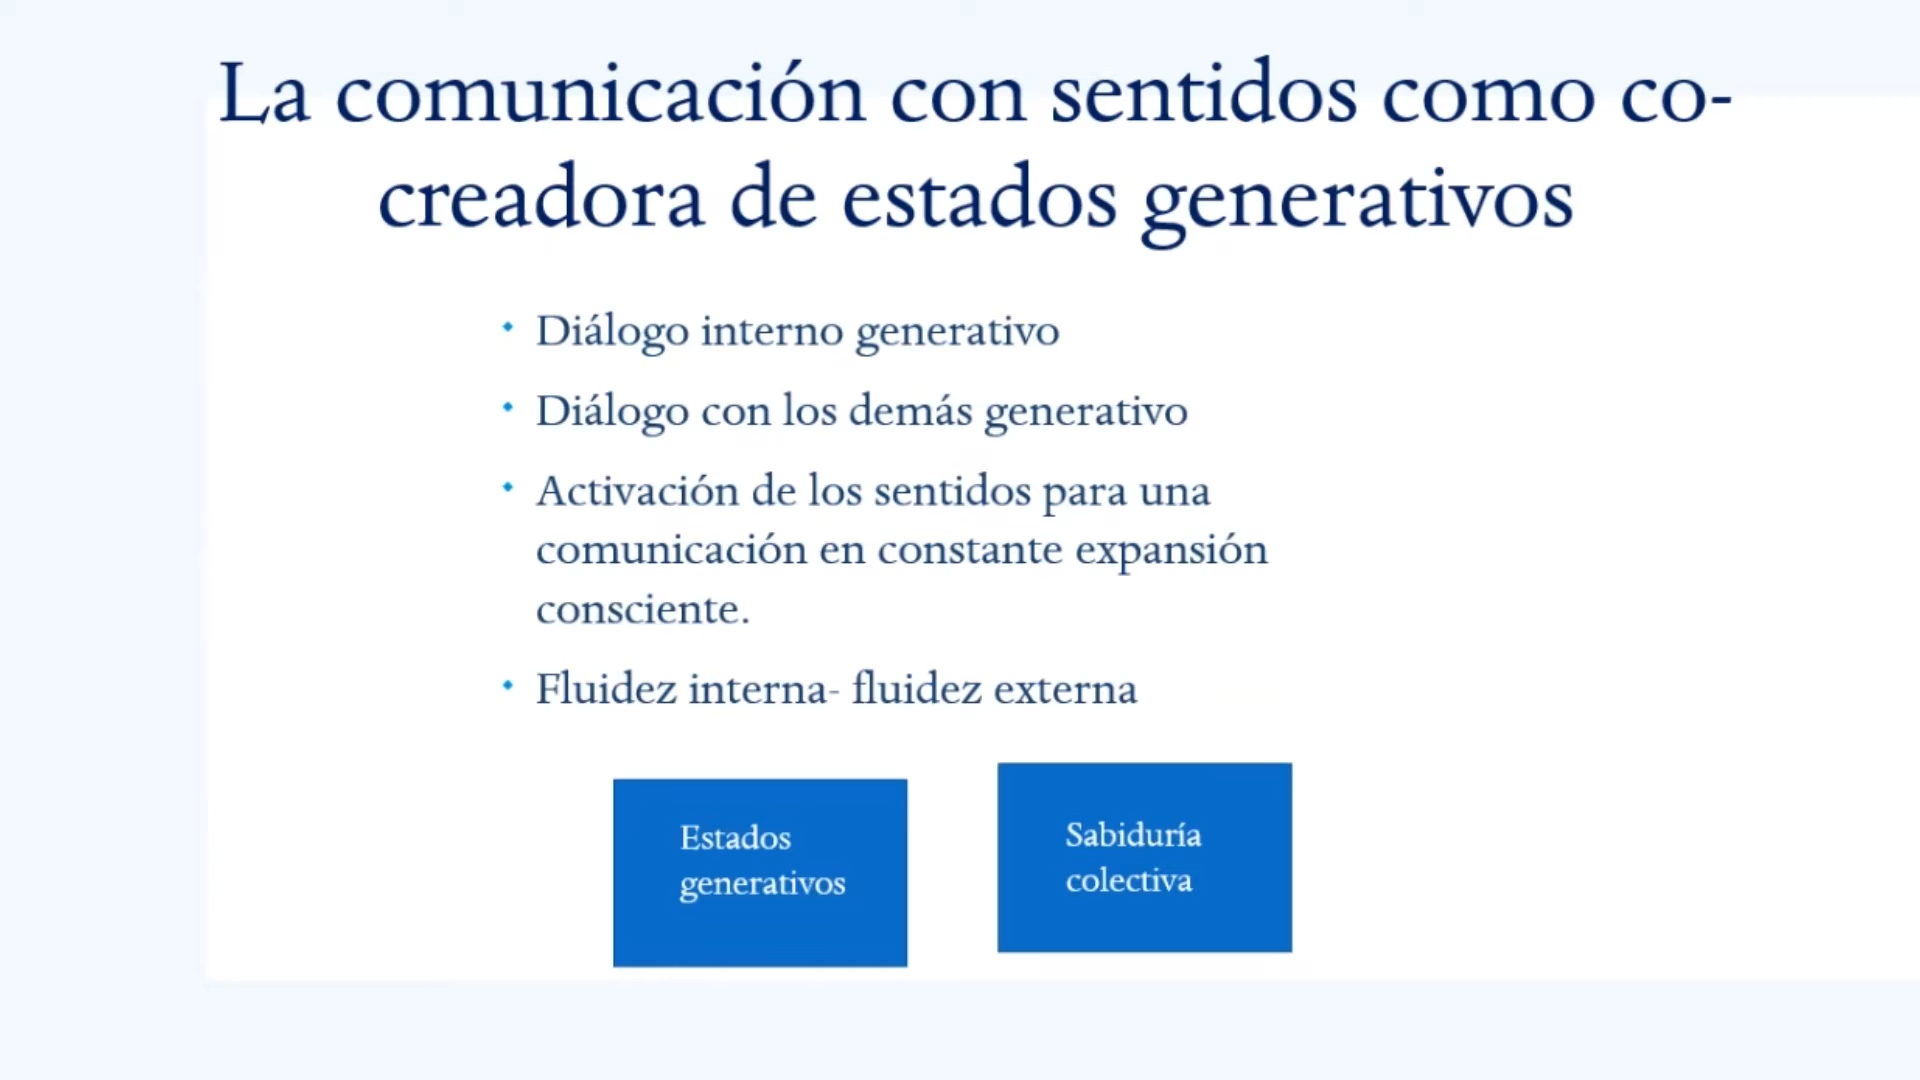 La comunicación con sentidos como co-
creadora de estados generativos
Diálogo interno generativo
Diálogo con los demás generativo
Activación de los sentidos para una
comunicación en constante expansión
consciente.
Fluidez interna- fluidez externa
Estados
generativos
Sabiduría
colectiva